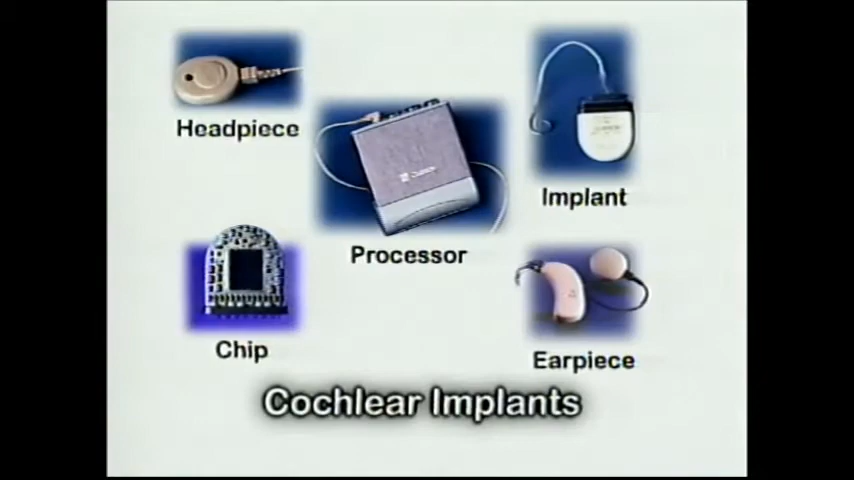 Headpiece
Implant
Processor
Chip
Earpiece
Cochlear Implants